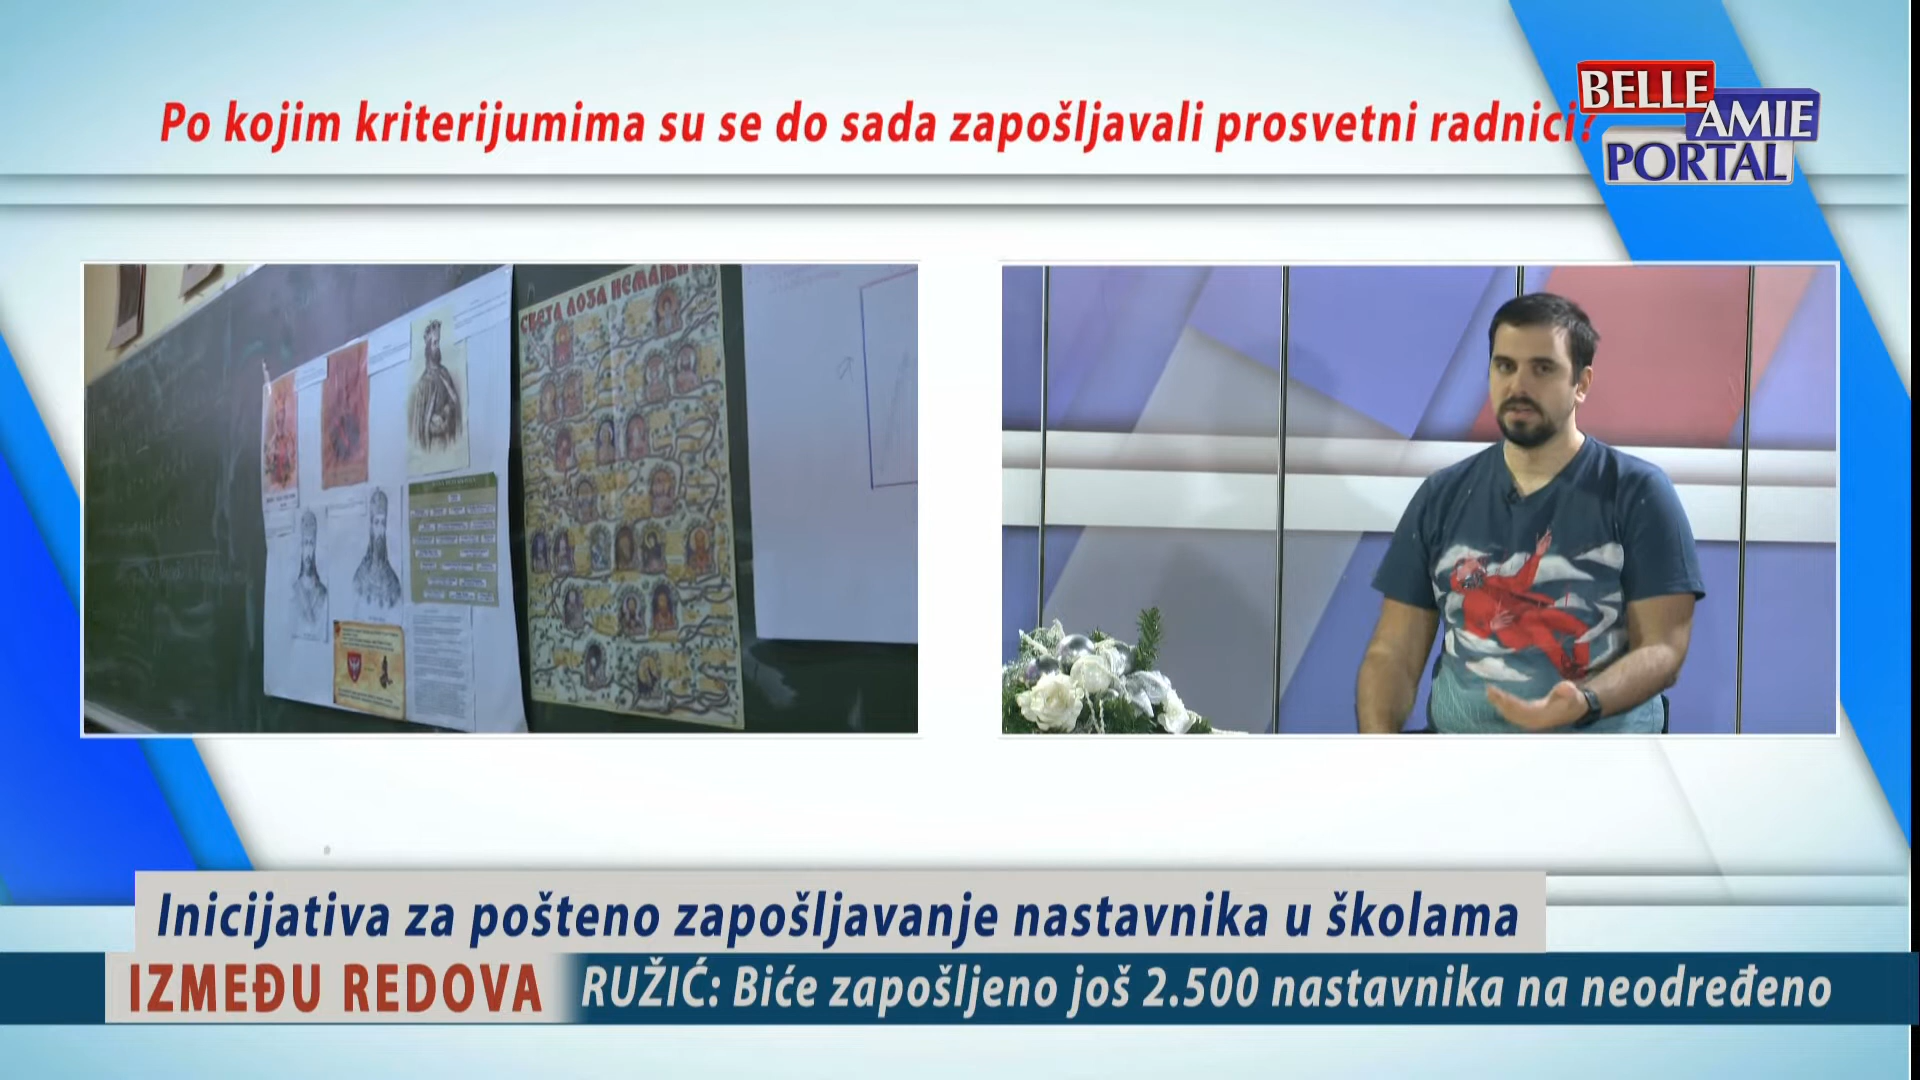 Po kojim kriterijumima su se do sada zapošljavali prosvetni radnici?
BELLE
AMIE
PORTAL
СВЕТА ЛОЗА НЕМАЊИ
Inicijativa za pošteno zapošljavanje nastavnika u školama
IZMEĐU REDOVA
RUŽIĆ: Biće zapošljeno još 2.500 nastavnika na neodređeno